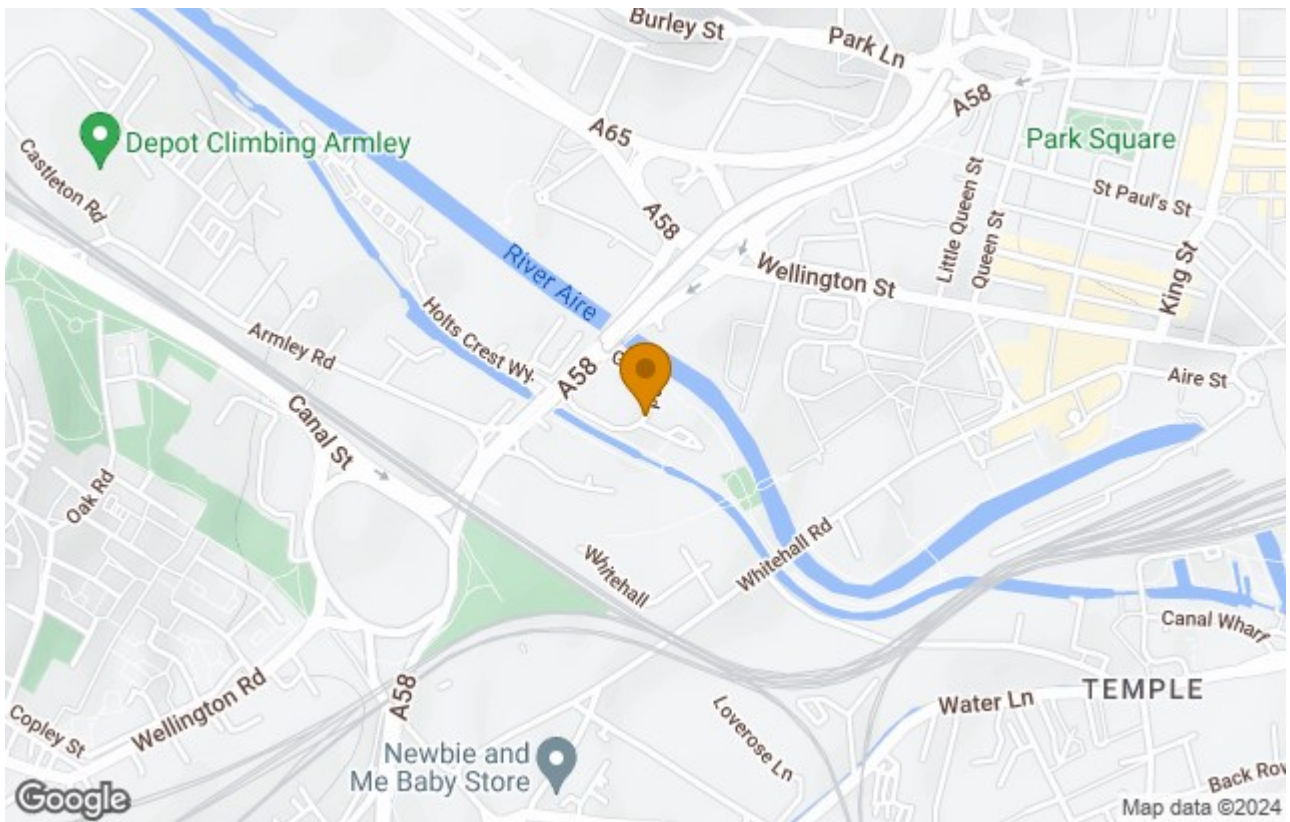 Burley St
Park Ln
A58
A65
Park Square
Depot Climbing Armley
Castleton Rd
St Paul's St
A58
Little Queen St
Queen St
King St
River Aire
Wellington St
Holts Crest Wy.
Armley Rd
A58
Aire St
Canal St
Oak Rd
Whitehall Rd
Whitehall
Canal Wharf
Wellington Rd
A58
TEMPLE
Water Ln
Loverose Ln
Copley St
Newbie and
Me Baby Store
Back Row
Google
Map data ©2024